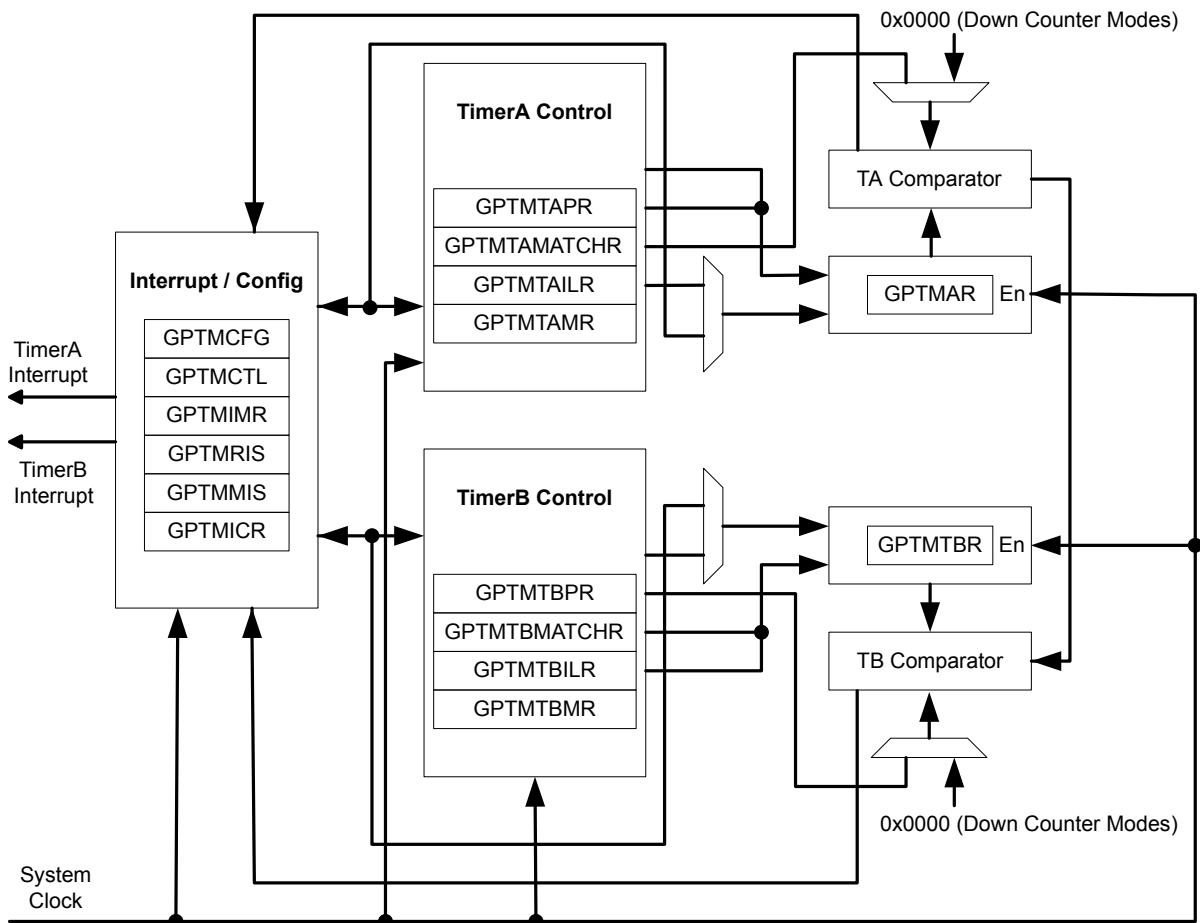 0x0000 (Down Counter Modes)
TimerA Control
TA Comparator
GPTMTAPR
GPTMTAMATCHR
GPTMTAILR
GPTMTAMR
GPTMAR En
Interrupt / Config
GPTMCFG
GPTMCTL
GPTMIMR
GPTMRIS
GPTMMIS
GPTMICR
TimerA
Interrupt
TimerB
Interrupt
TimerB Control
GPTMTBPR
GPTMTBMATCHR
GPTMTBILR
GPTMTBMR
GPTMTBR En
TB Comparator
0x0000 (Down Counter Modes)
System
Clock